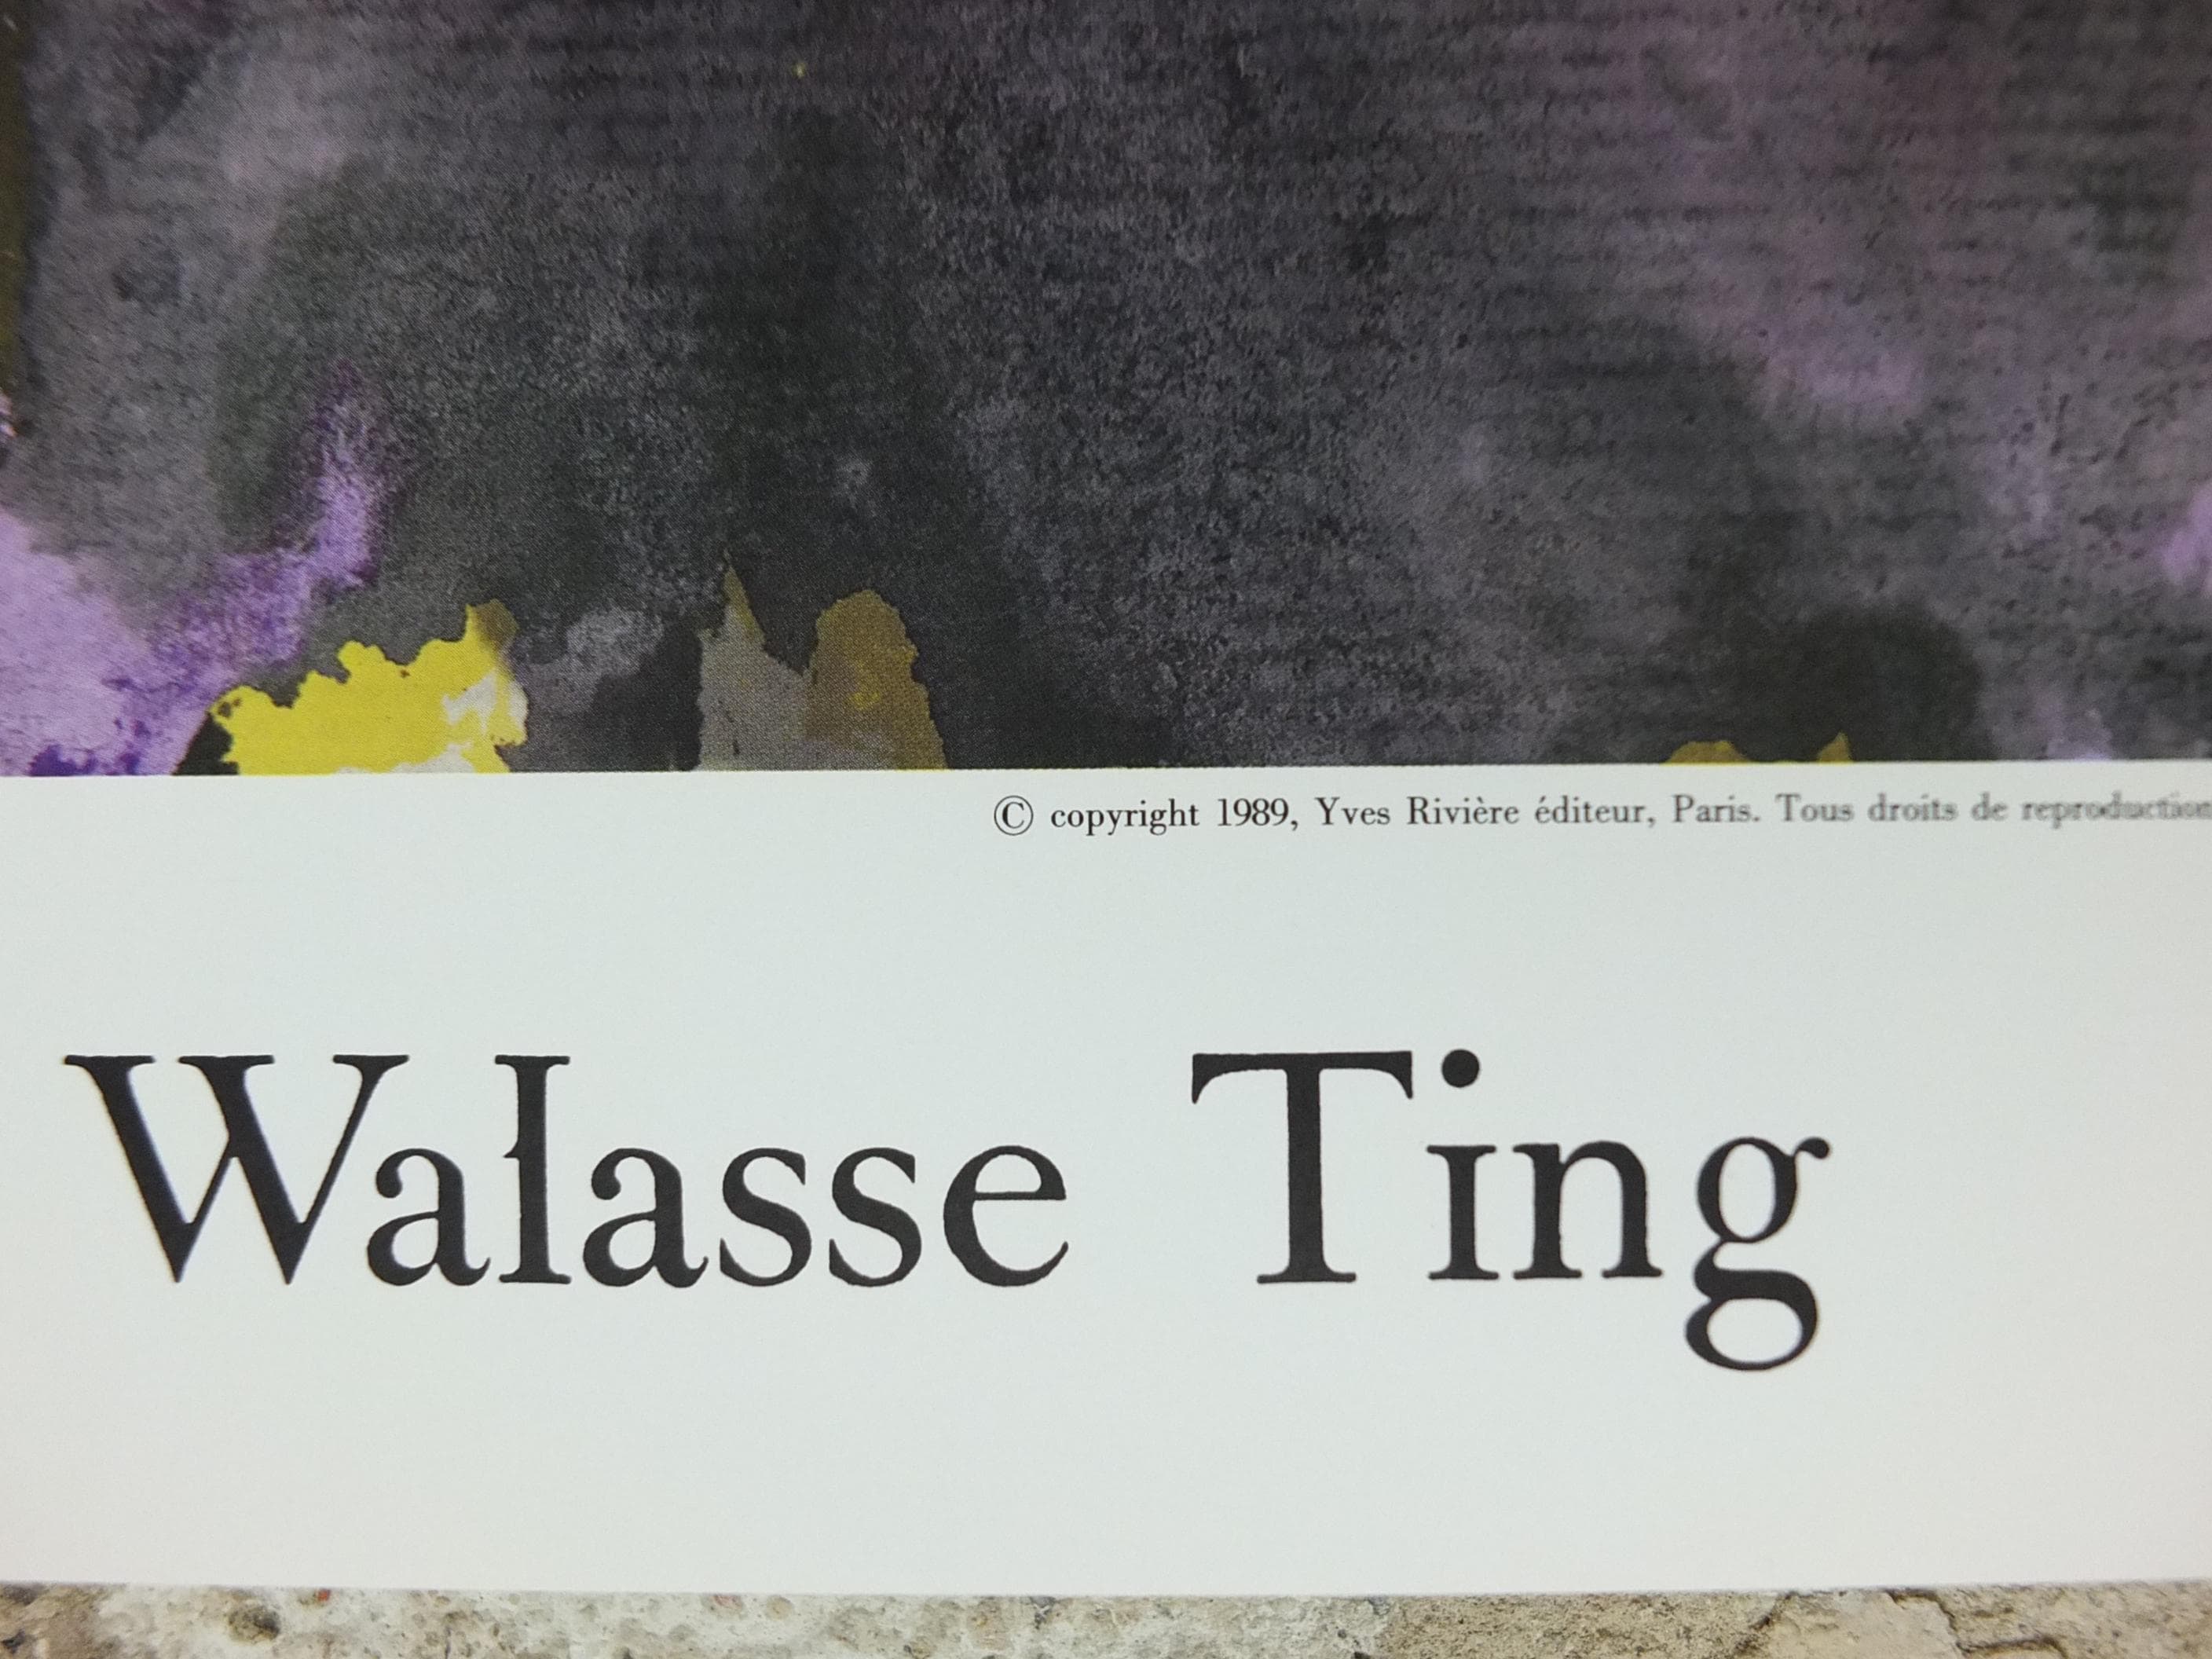 © copyright 1989, Yves Rivière éditeur, Paris. Tous droits de reproduction
Walasse Ting